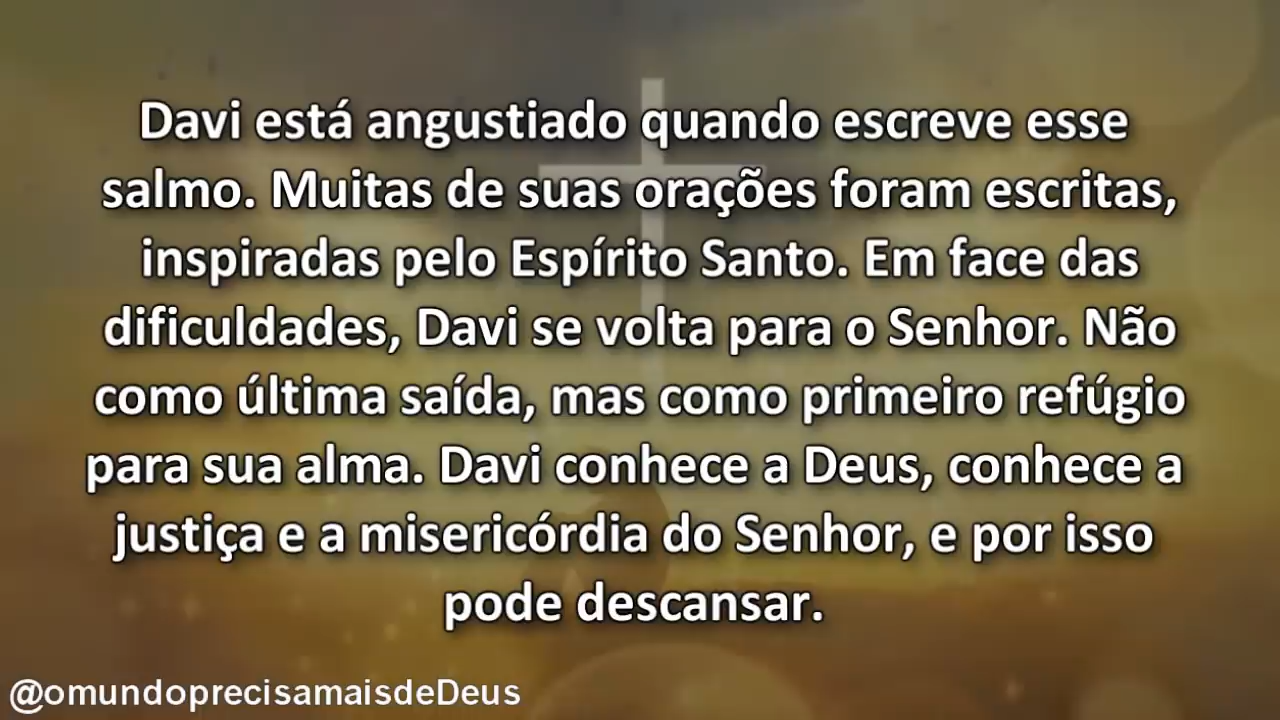 Davi está angustiado quando escreve esse
salmo. Muitas de suas orações foram escritas,
inspiradas pelo Espírito Santo. Em face das
dificuldades, Davi se volta para o Senhor. Não
como última saída, mas como primeiro refúgio
para sua alma. Davi conhece a Deus, conhece a
justiça e a misericórdia do Senhor, e por isso
pode descansar.
@omundoprecisamaisdeDeus